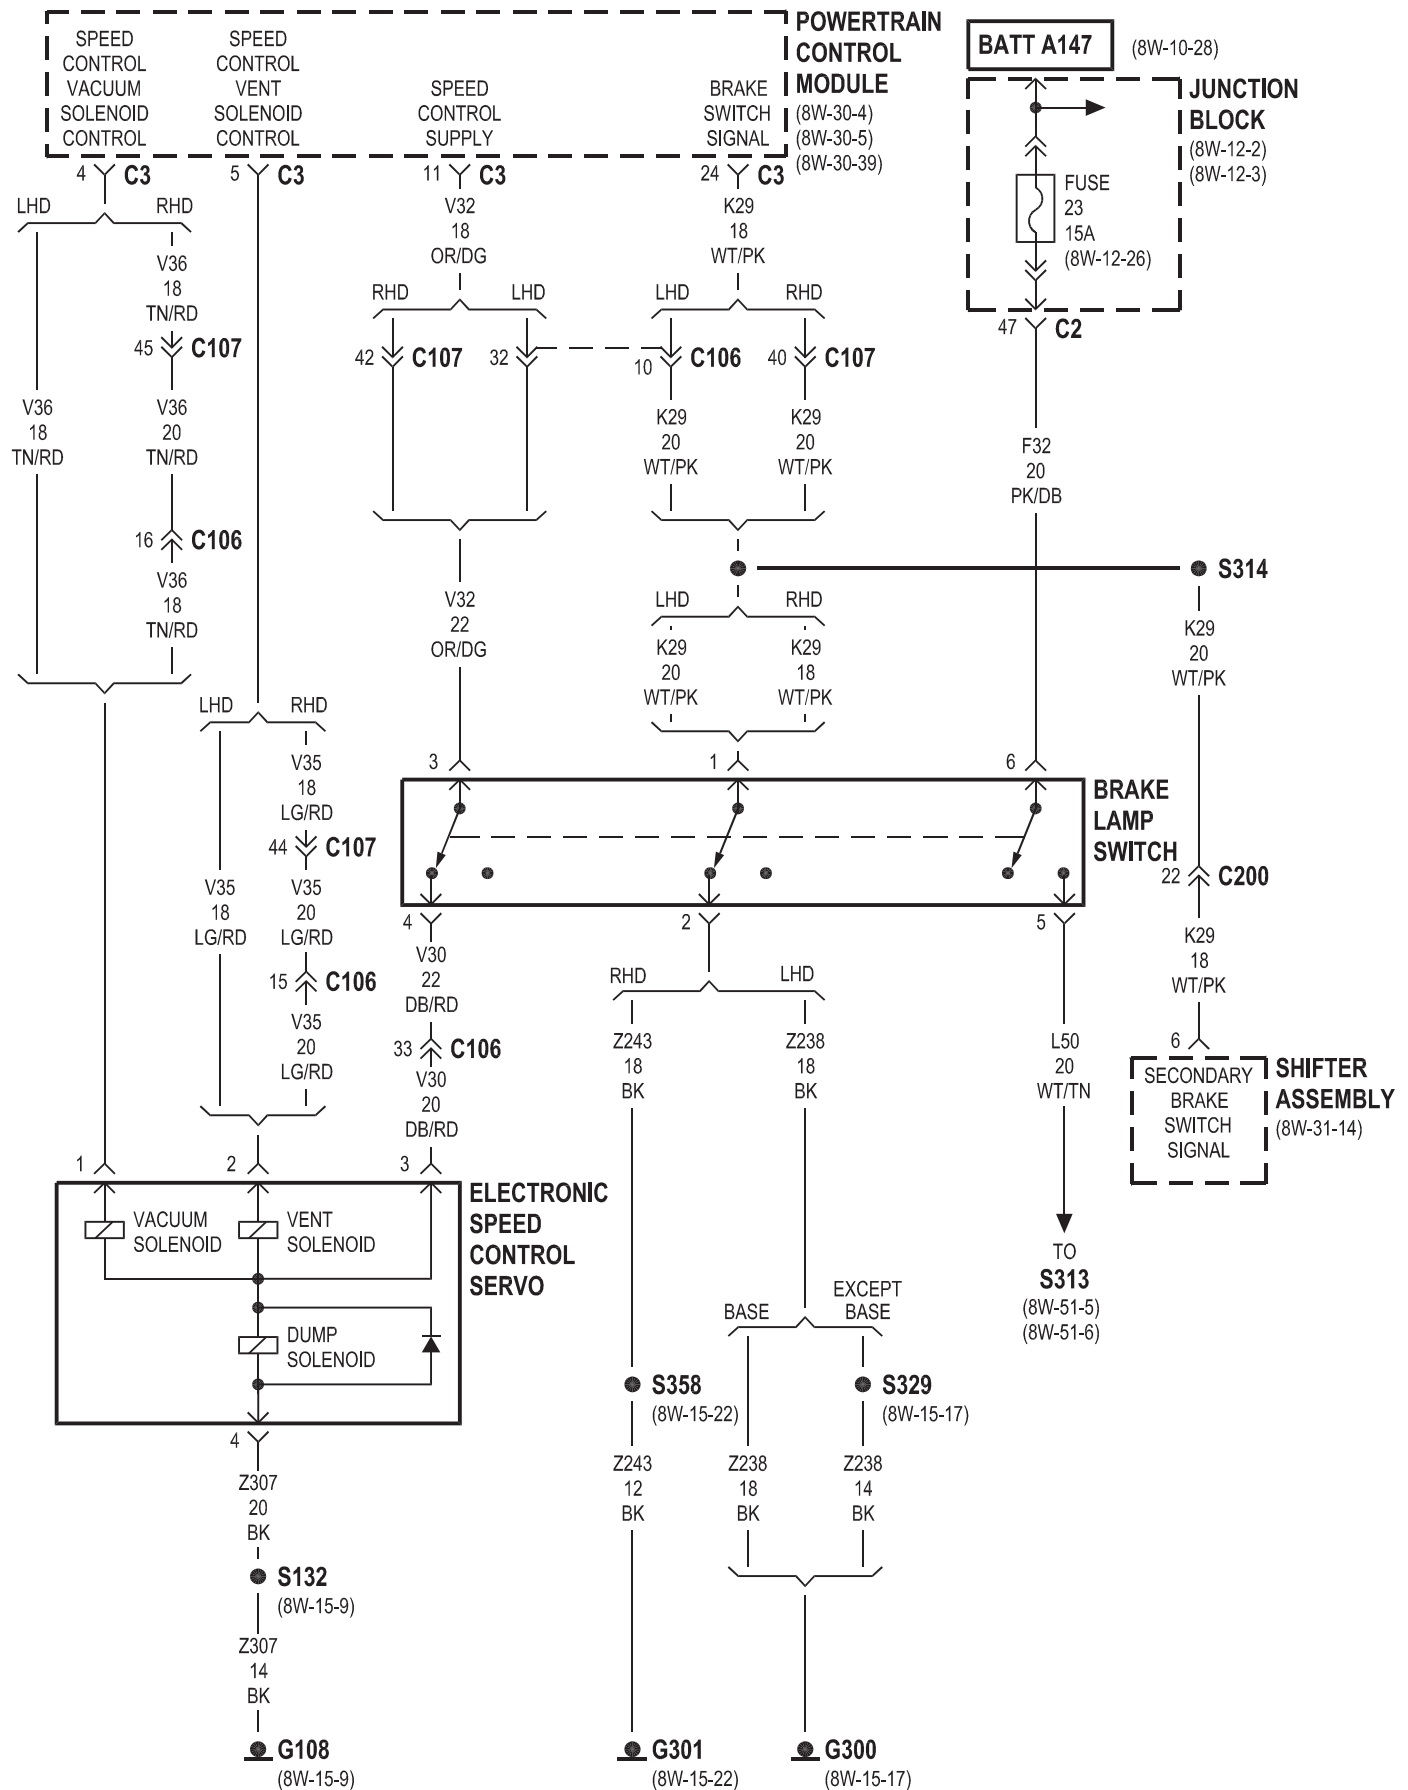 SPEED
CONTROL
VACUUM
SOLENOID
CONTROL
SPEED
CONTROL
VENT
SOLENOID
CONTROL
SPEED
CONTROL
SUPPLY
BRAKE
SWITCH
SIGNAL
POWERTRAIN
CONTROL
MODULE
(8W-30-4)
(8W-30-5)
(8W-30-39)
BATT A147
(8W-10-28)
JUNCTION
BLOCK
(8W-12-2)
(8W-12-3)
FUSE
23
15A
(8W-12-26)
4 C3
5 C3
11 C3
24 C3
47 C2
LHD RHD
V36
18
TN/RD
45 C107
V36
18
TN/RD
V36
20
TN/RD
16 C106
V36
18
TN/RD
V32
18
OR/DG
RHD LHD
42 C107
32
K29
18
WT/PK
LHD RHD
10 C106
40 C107
K29
20
WT/PK
K29
20
WT/PK
F32
20
PK/DB
S314
V32
22
OR/DG
LHD RHD
K29
20
WT/PK
K29
18
WT/PK
K29
20
WT/PK
LHD RHD
V35
18
LG/RD
44 C107
V35
18
LG/RD
V35
20
LG/RD
15 C106
V35
20
LG/RD
3 1 6
BRAKE
LAMP
SWITCH
4 2 5
22 C200
K29
18
WT/PK
6
SECONDARY
BRAKE
SWITCH
SIGNAL
SHIFTER
ASSEMBLY
(8W-31-14)
V30
22
DB/RD
33 C106
V30
20
DB/RD
RHD LHD
Z243
18
BK
Z238
18
BK
L50
20
WT/TN
TO
S313
(8W-51-5)
(8W-51-6)
1 2 3
ELECTRONIC
SPEED
CONTROL
SERVO
VACUUM
SOLENOID
VENT
SOLENOID
DUMP
SOLENOID
4
BASE
EXCEPT
BASE
S358
(8W-15-22)
S329
(8W-15-17)
Z307
20
BK
S132
(8W-15-9)
Z307
14
BK
G108
(8W-15-9)
Z243
12
BK
Z238
18
BK
Z238
14
BK
G301
(8W-15-22)
G300
(8W-15-17)